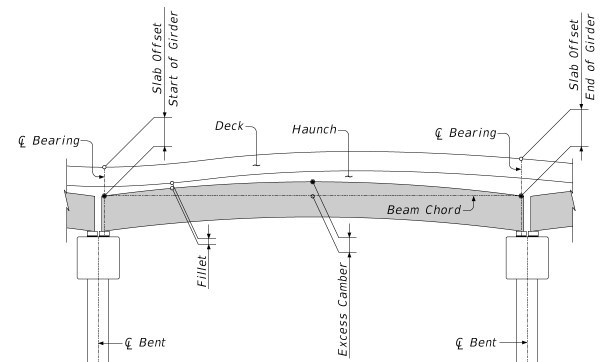 Slab Offset
Start of Girder
Slab Offset
End of Girder
℄ Bearing
Deck
Haunch
℄ Bearing
Beam Chord
Fillet
Excess Camber
℄ Bent
℄ Bent